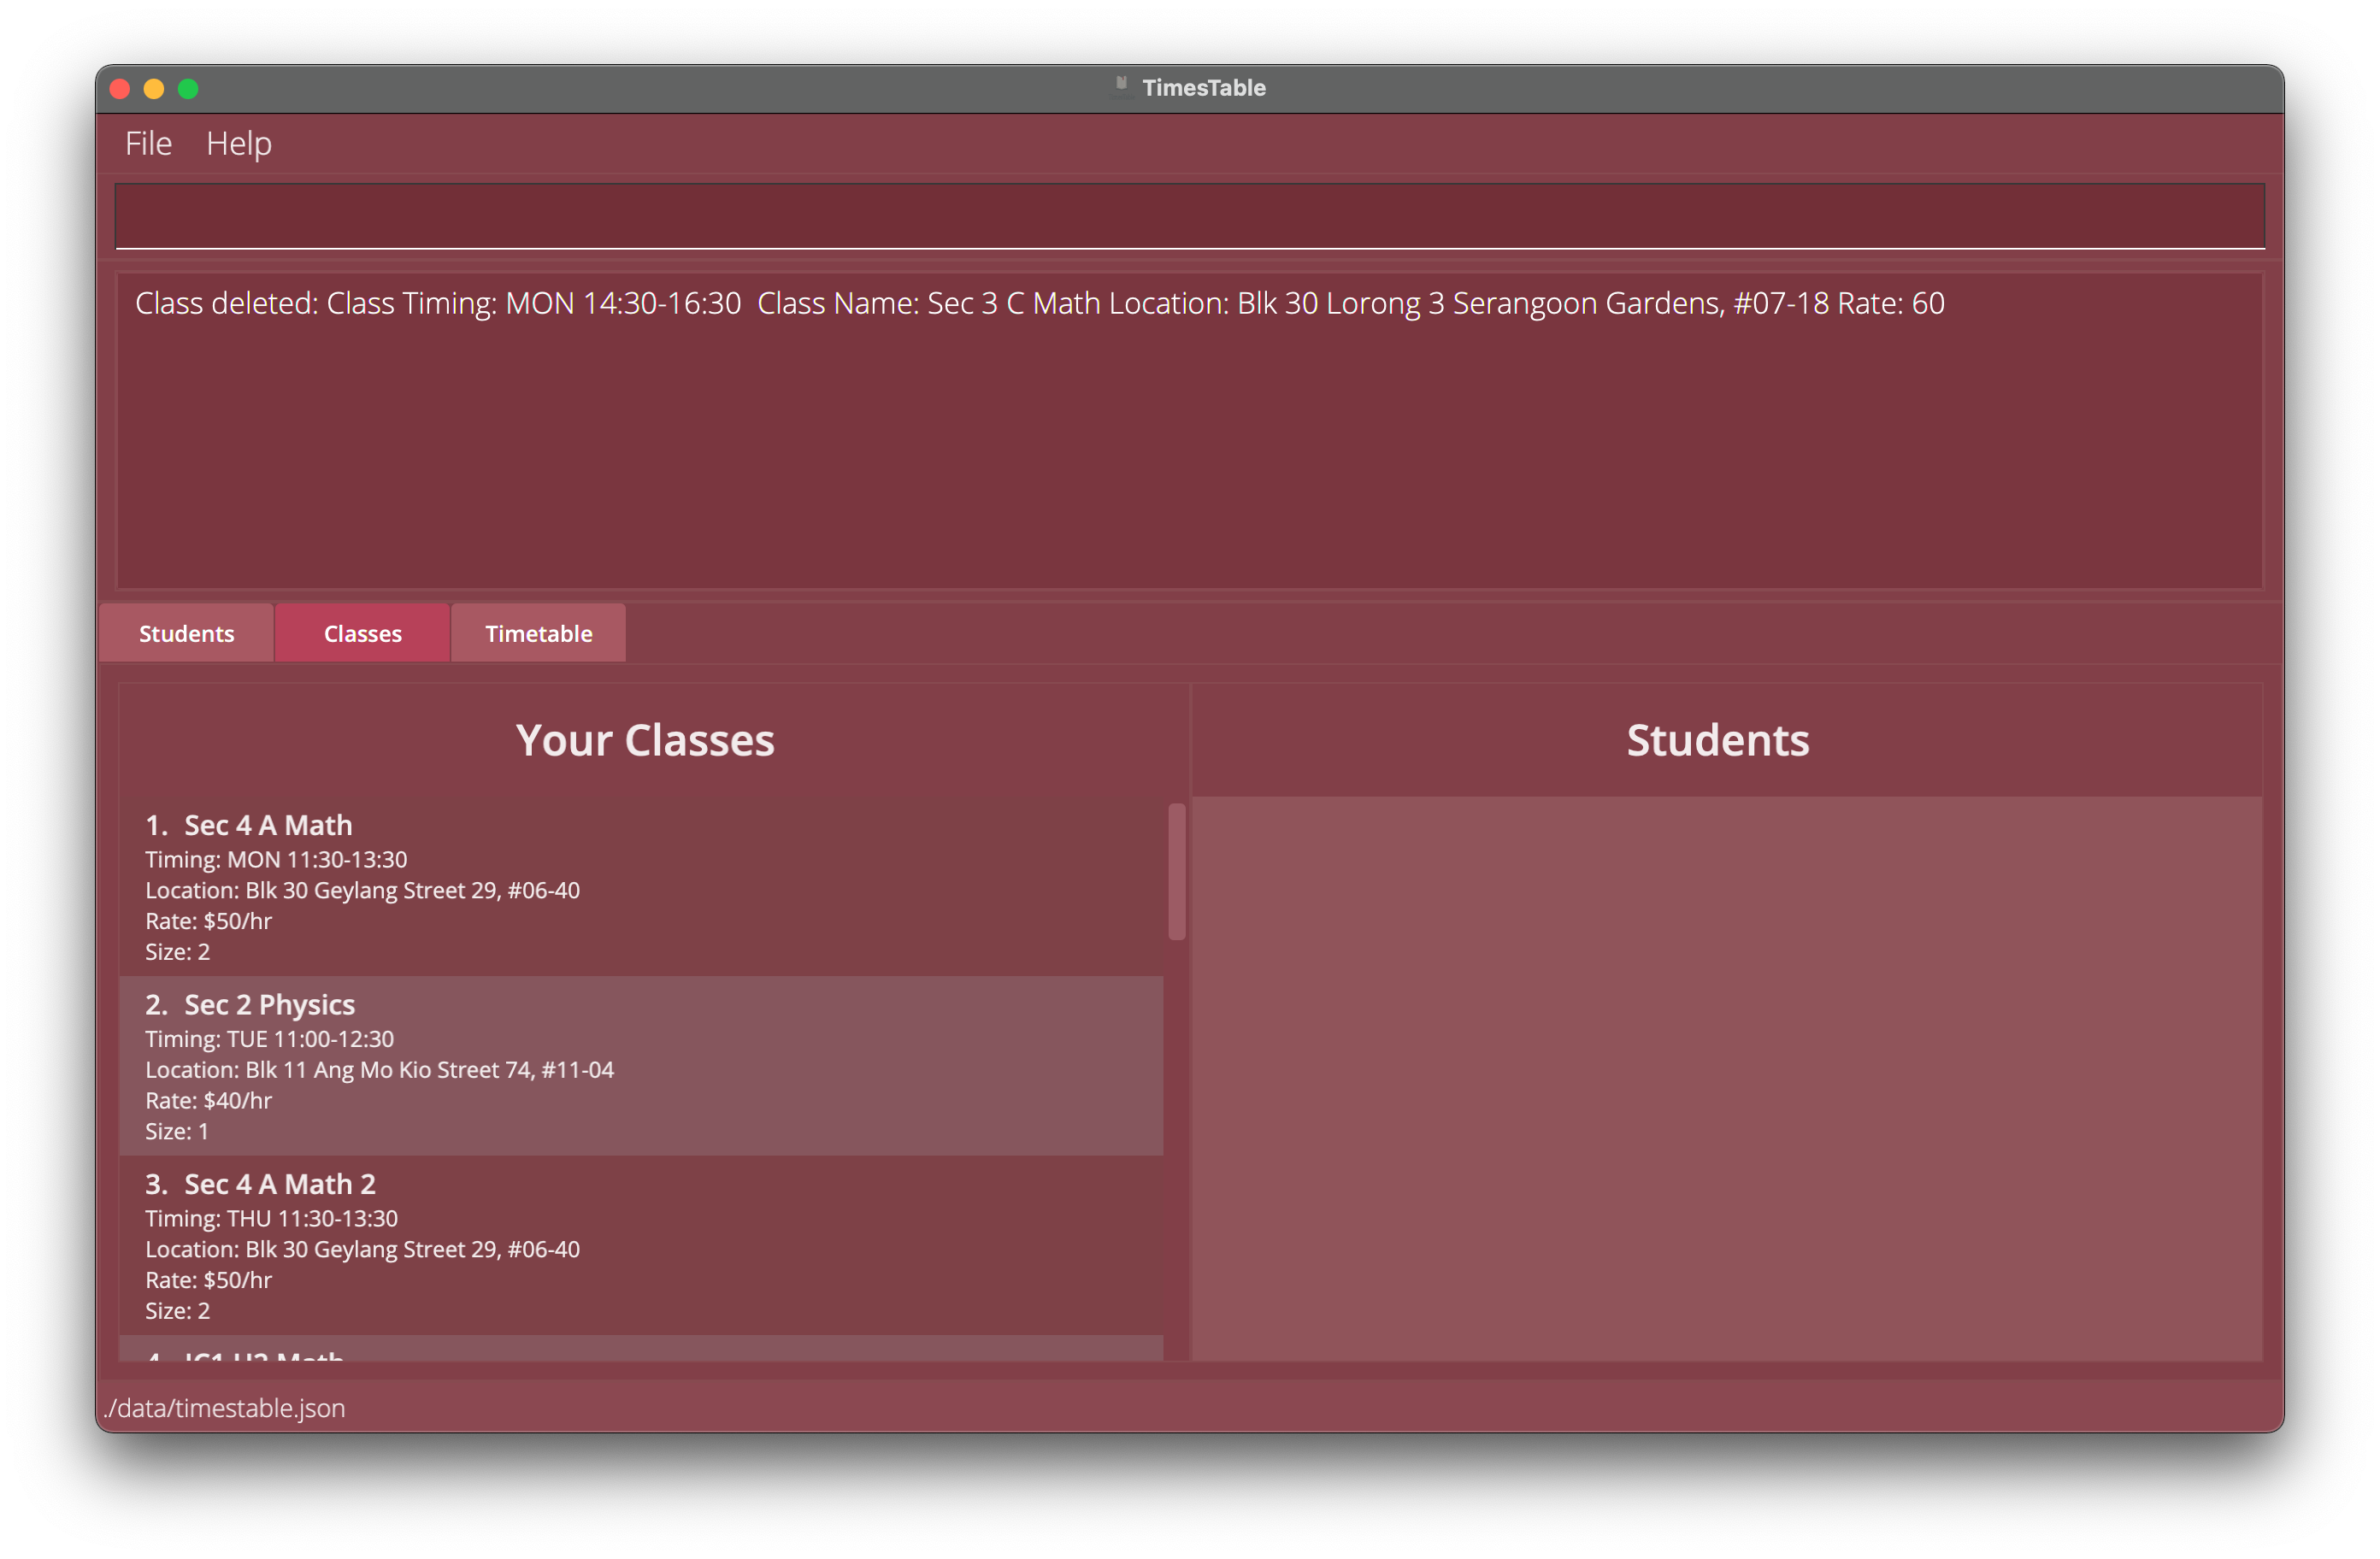 TimesTable
File Help
Class deleted: Class Timing: MON 14:30-16:30  Class Name: Sec 3 C Math Location: Blk 30 Lorong 3 Serangoon Gardens, #07-18 Rate: 60
Students Classes Timetable
Your Classes
1. Sec 4 A Math
Timing: MON 11:30-13:30
Location: Blk 30 Geylang Street 29, #06-40
Rate: $50/hr
Size: 2
2. Sec 2 Physics
Timing: TUE 11:00-12:30
Location: Blk 11 Ang Mo Kio Street 74, #11-04
Rate: $40/hr
Size: 1
3. Sec 4 A Math 2
Timing: THU 11:30-13:30
Location: Blk 30 Geylang Street 29, #06-40
Rate: $50/hr
Size: 2
4. JC1 H2 Math
Students
./data/timestable.json